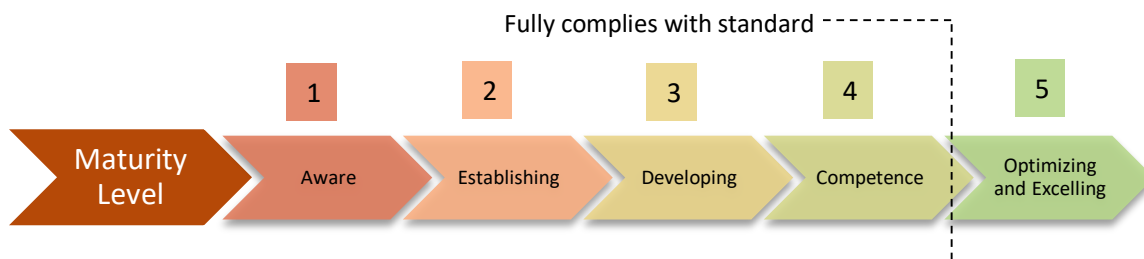 Fully complies with standard
1
2
3
4
5
Maturity
Level
Aware
Establishing
Developing
Competence
Optimizing
and Excelling